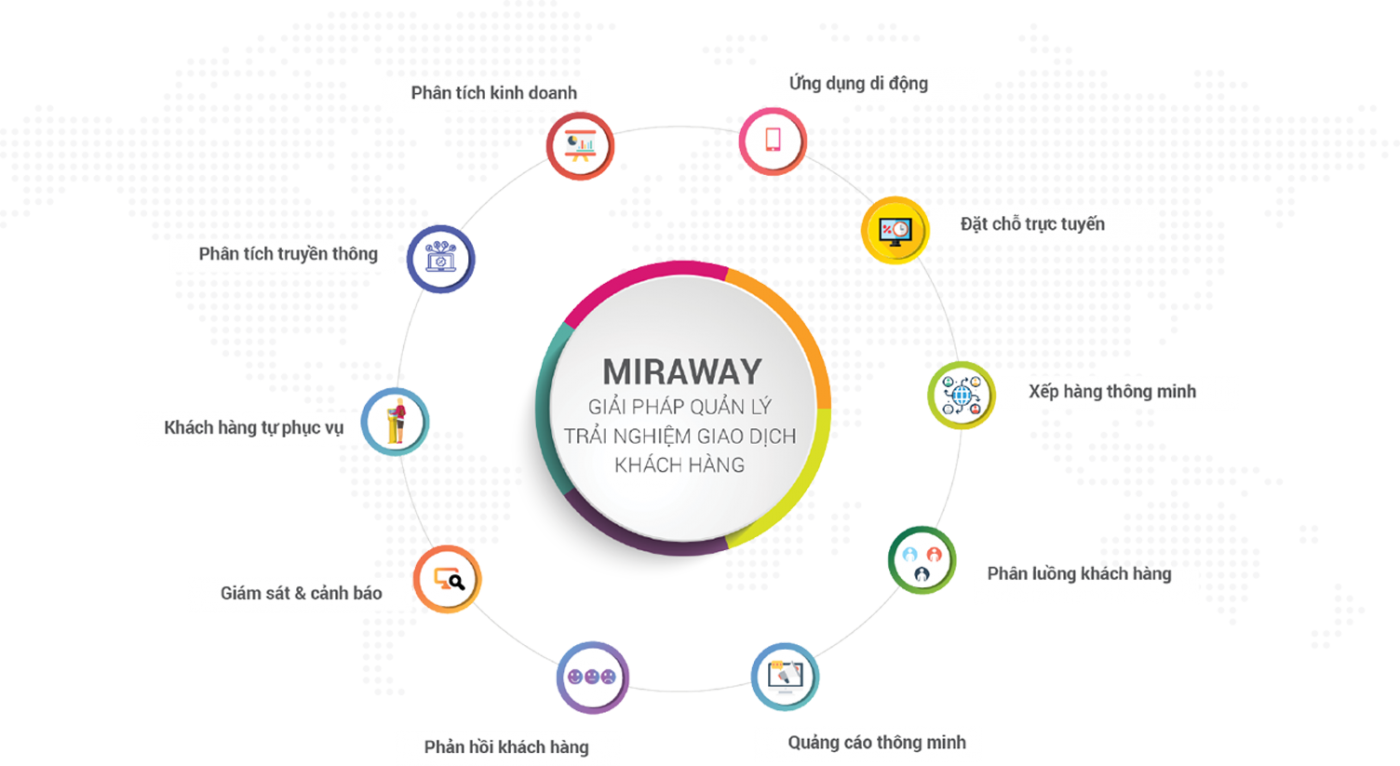 Phân tích kinh doanh
Ứng dụng di động
Đặt chỗ trực tuyến
Phân tích truyền thông
MIRAWAY
GIẢI PHÁP QUẢN LÝ
TRẢI NGHIỆM GIAO DỊCH
KHÁCH HÀNG
Xếp hàng thông minh
Khách hàng tự phục vụ
Phân luồng khách hàng
Giám sát & cảnh báo
Quảng cáo thông minh
Phản hồi khách hàng